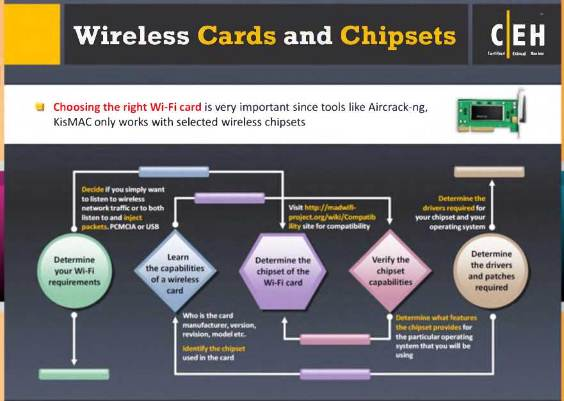 Wireless Cards and Chipsets
CEH
Certified Ethical Hacker
Choosing the right Wi-Fi card is very important since tools like Aircrack-ng,
KisMAC only works with selected wireless chipsets
Decide if you simply want
to listen to wireless
network traffic or to both
listen to and inject
packets. PCMCIA or USB
Visit http://madwifi-
project.org/wiki/Compatib
ility site for compatibility
Determine the
drivers required for
your chipset and your
operating system
Determine
your Wi-Fi
requirements
Learn
the capabilities
of a wireless
card
Determine the
chipset of the
Wi-Fi card
Verify the
chipset
capabilities
Determine
the drivers
and patches
required
Who is the card
manufacturer, version,
revision, model etc.
Identify the chipset
used in the card
Determine what features
the chipset provides for
the particular operating
system that you will be
using